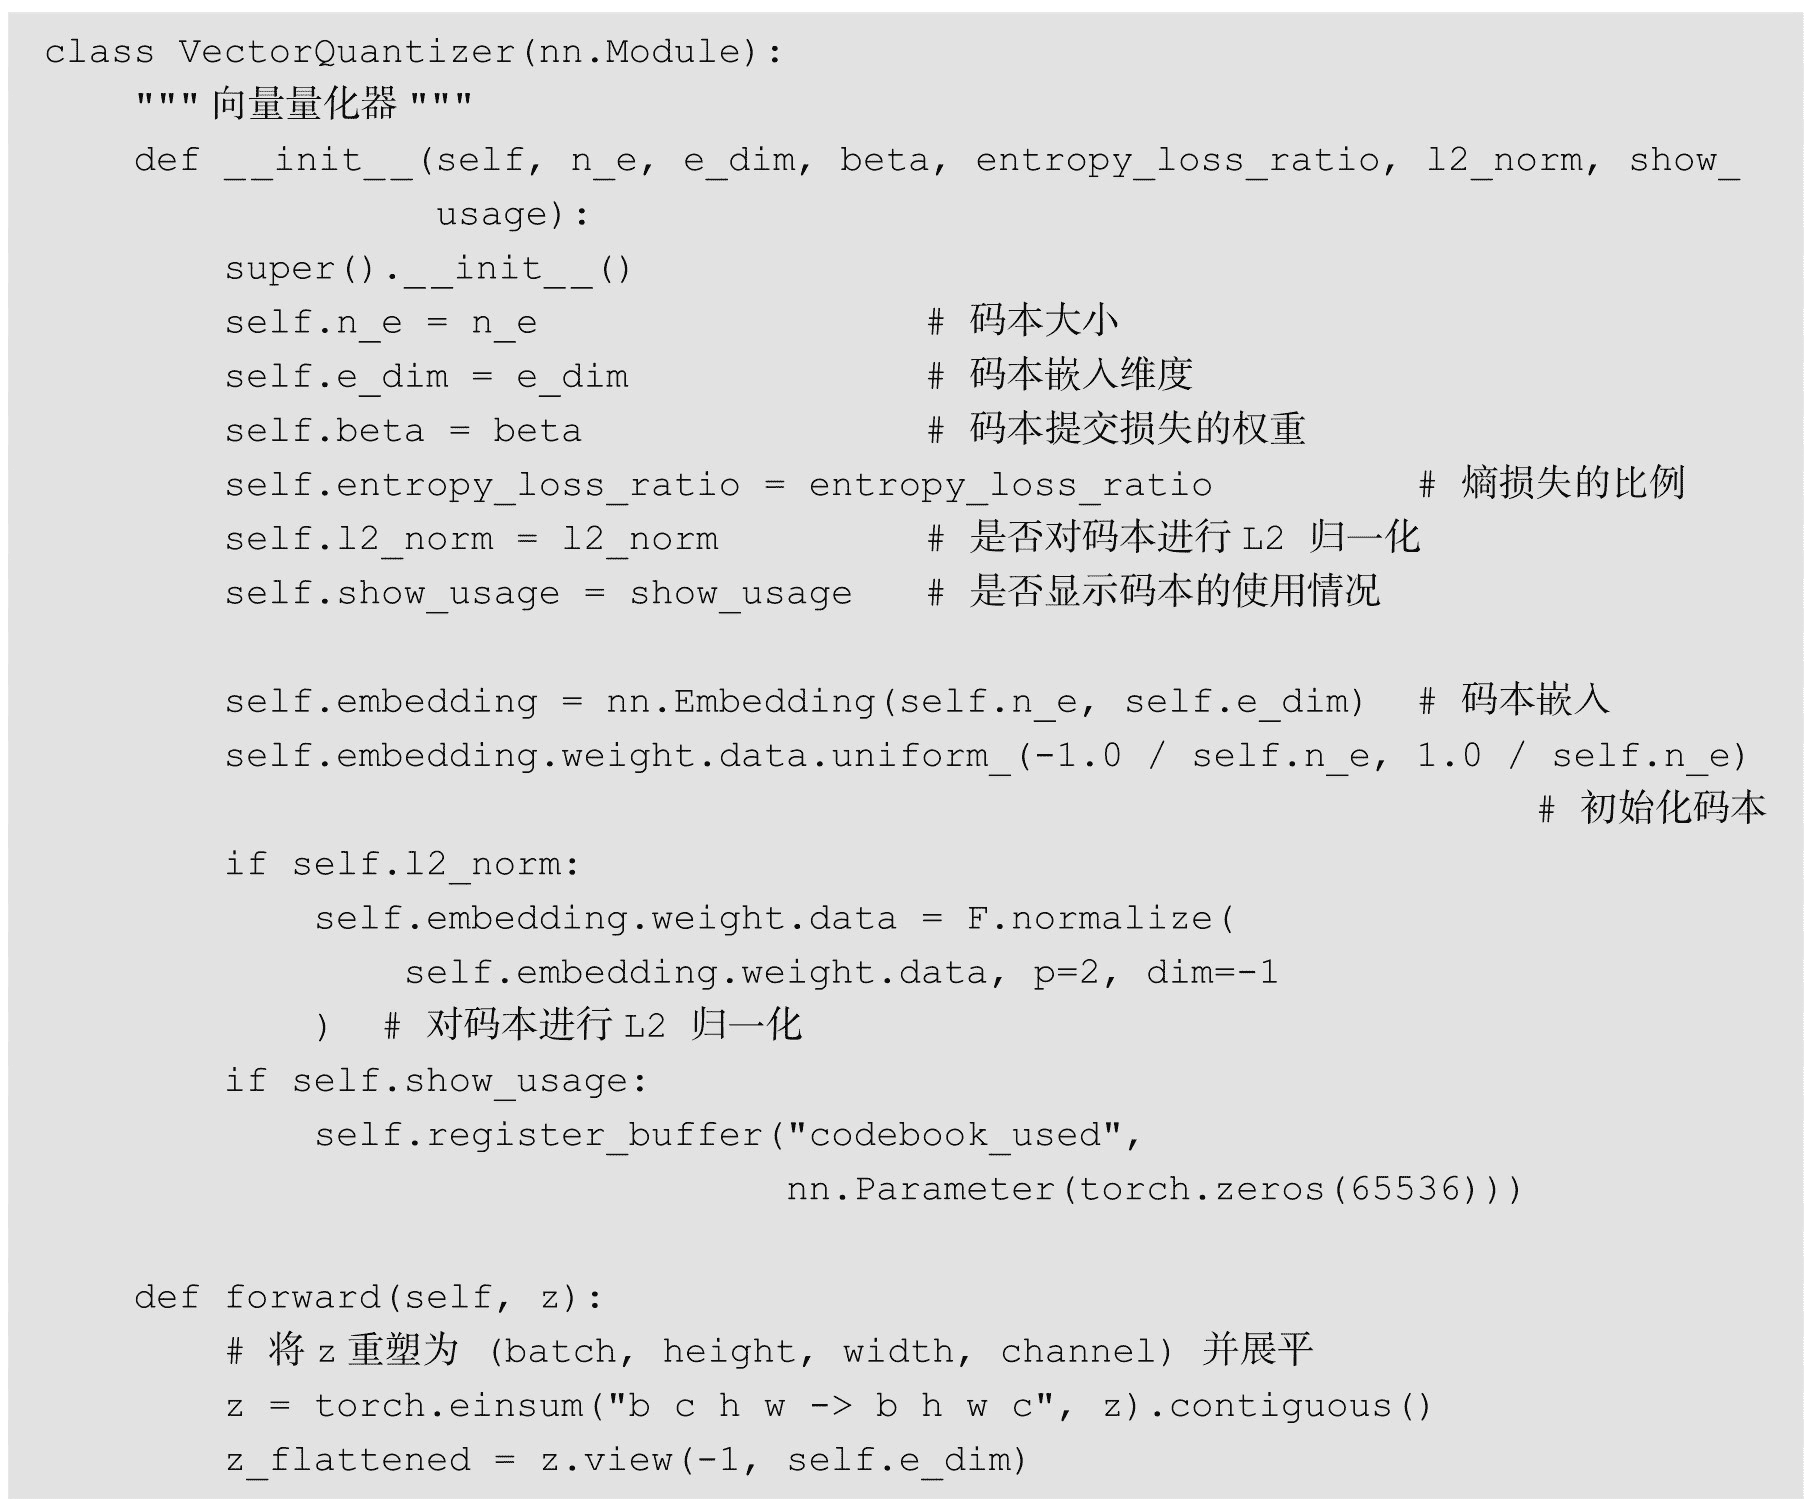 class VectorQuantizer(nn.Module):
    """向量量化器"""
    def __init__(self, n_e, e_dim, beta, entropy_loss_ratio, l2_norm, show_
                 usage):
        super().__init__()
        self.n_e = n_e                 # 码本大小
        self.e_dim = e_dim             # 码本嵌入维度
        self.beta = beta               # 码本提交损失的权重
        self.entropy_loss_ratio = entropy_loss_ratio         # 熵损失的比例
        self.l2_norm = l2_norm         # 是否对码本进行L2 归一化
        self.show_usage = show_usage   # 是否显示码本的使用情况

        self.embedding = nn.Embedding(self.n_e, self.e_dim)  # 码本嵌入
        self.embedding.weight.data.uniform_(-1.0 / self.n_e, 1.0 / self.n_e)
                                                                  # 初始化码本
        if self.l2_norm:
            self.embedding.weight.data = F.normalize(
                self.embedding.weight.data, p=2, dim=-1
            )  # 对码本进行L2 归一化
        if self.show_usage:
            self.register_buffer("codebook_used",
                                 nn.Parameter(torch.zeros(65536)))

    def forward(self, z):
        # 将z重塑为 (batch, height, width, channel) 并展平
        z = torch.einsum("b c h w -> b h w c", z).contiguous()
        z_flattened = z.view(-1, self.e_dim)